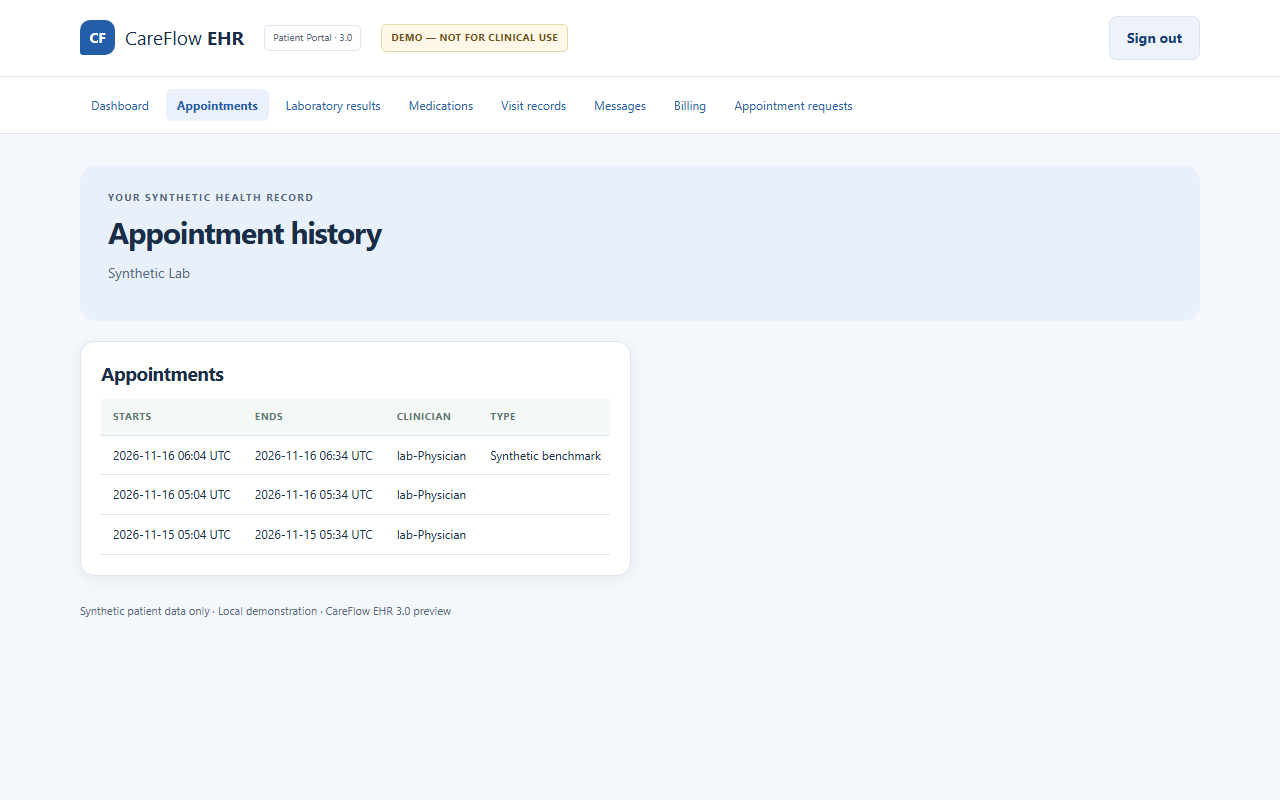 CF CareFlow EHR Patient Portal · 3.0 DEMO — NOT FOR CLINICAL USE Sign out
Dashboard Appointments Laboratory results Medications Visit records Messages Billing Appointment requests
YOUR SYNTHETIC HEALTH RECORD
Appointment history
Synthetic Lab
Appointments
STARTS ENDS CLINICIAN TYPE
2026-11-16 06:04 UTC 2026-11-16 06:34 UTC lab-Physician Synthetic benchmark
2026-11-16 05:04 UTC 2026-11-16 05:34 UTC lab-Physician
2026-11-15 05:04 UTC 2026-11-15 05:34 UTC lab-Physician
Synthetic patient data only · Local demonstration · CareFlow EHR 3.0 preview